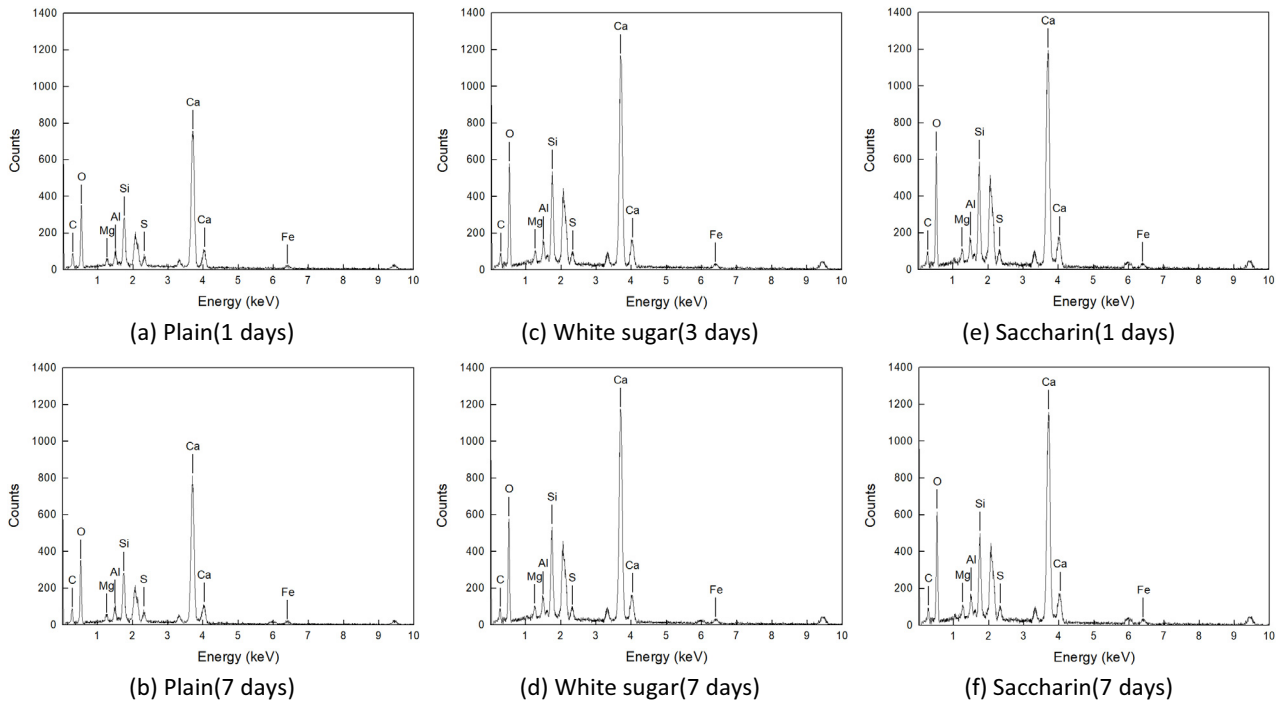 1400
1200
1000
800
600
400
200
0
Counts
C
O
Mg
Al
Si
S
Ca
Ca
Fe
1 2 3 4 5 6 7 8 9 10
Energy (keV)
(a) Plain(1 days)
1400
1200
1000
800
600
400
200
0
Counts
C
O
Mg
Al
Si
S
Ca
Ca
Fe
1 2 3 4 5 6 7 8 9 10
Energy (keV)
(c) White sugar(3 days)
1400
1200
1000
800
600
400
200
0
Counts
C
O
Mg
Al
Si
S
Ca
Ca
Fe
1 2 3 4 5 6 7 8 9 10
Energy (keV)
(e) Saccharin(1 days)
1400
1200
1000
800
600
400
200
0
Counts
C
O
Mg
Al
Si
S
Ca
Ca
Fe
1 2 3 4 5 6 7 8 9 10
Energy (keV)
(b) Plain(7 days)
1400
1200
1000
800
600
400
200
0
Counts
C
O
Mg
Al
Si
S
Ca
Ca
Fe
1 2 3 4 5 6 7 8 9 10
Energy (keV)
(d) White sugar(7 days)
1400
1200
1000
800
600
400
200
0
Counts
C
O
Mg
Al
Si
S
Ca
Ca
Fe
1 2 3 4 5 6 7 8 9 10
Energy (keV)
(f) Saccharin(7 days)